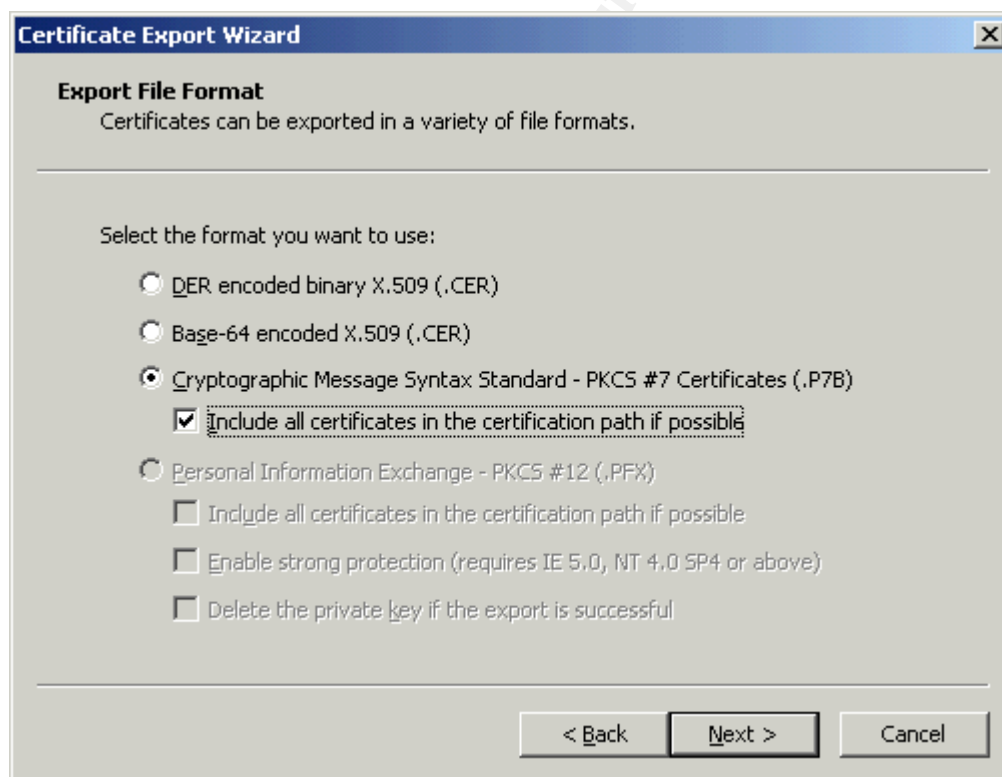 Certificate Export Wizard
Export File Format
Certificates can be exported in a variety of file formats.
Select the format you want to use:
DER encoded binary X.509 (.CER)
Base-64 encoded X.509 (.CER)
Cryptographic Message Syntax Standard - PKCS #7 Certificates (.P7B)
Include all certificates in the certification path if possible
Personal Information Exchange - PKCS #12 (.PFX)
Include all certificates in the certification path if possible
Enable strong protection (requires IE 5.0, NT 4.0 SP4 or above)
Delete the private key if the export is successful
< Back Next > Cancel